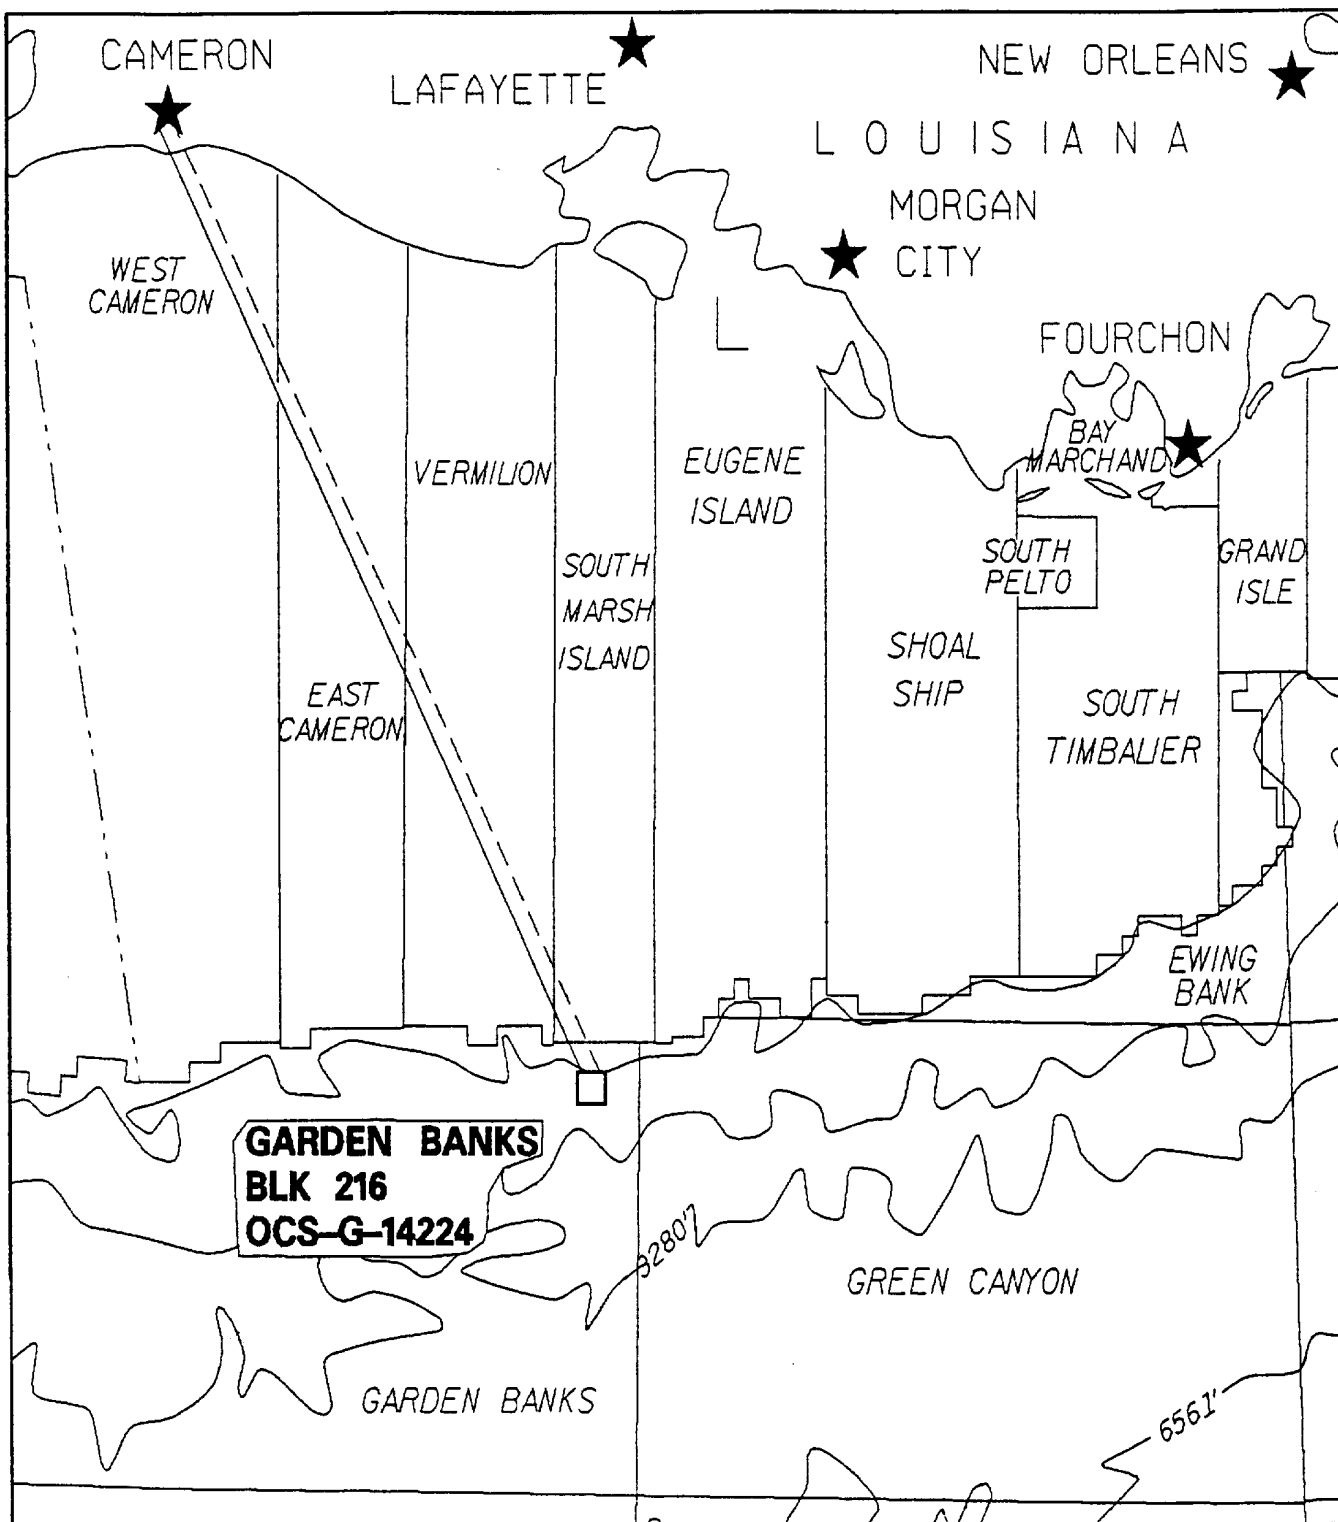 CAMERON
LAFAYETTE
NEW ORLEANS
LOUISIANA
MORGAN
CITY
WEST
CAMERON
L
FOURCHON
BAY
MARCHAND
VERMILION
EUGENE
ISLAND
SOUTH
MARSH
ISLAND
SOUTH
PELTO
GRAND
ISLE
SHOAL
SHIP
EAST
CAMERON
SOUTH
TIMBALIER
EWING
BANK
GARDEN BANKS
BLK 216
OCS-G-14224
3280'
GREEN CANYON
GARDEN BANKS
6561'